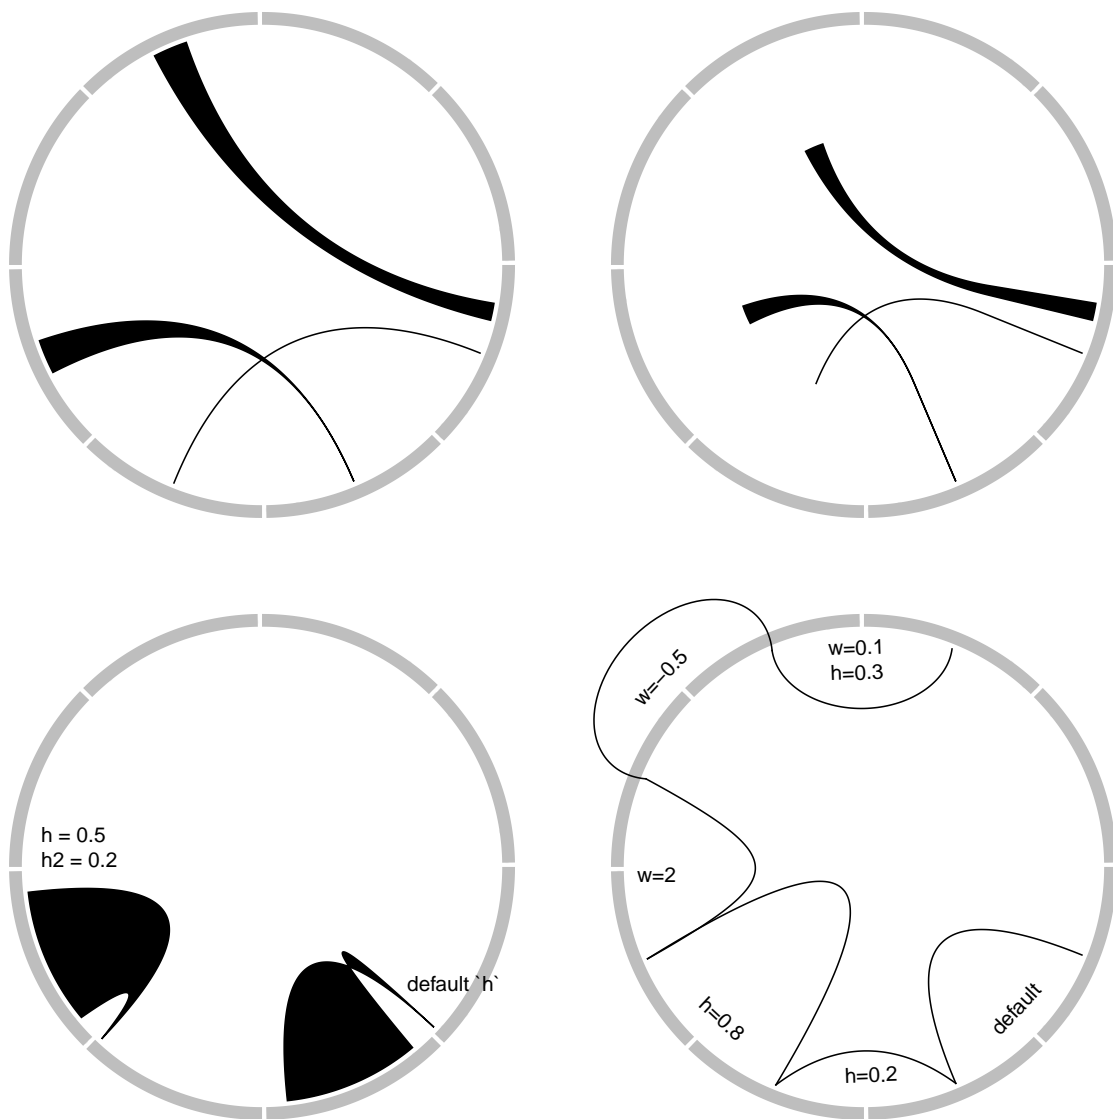 w=0.1
h=0.3
w=−0.5
h = 0.5
h2 = 0.2
w=2
default `h`
h=0.8
default
h=0.2